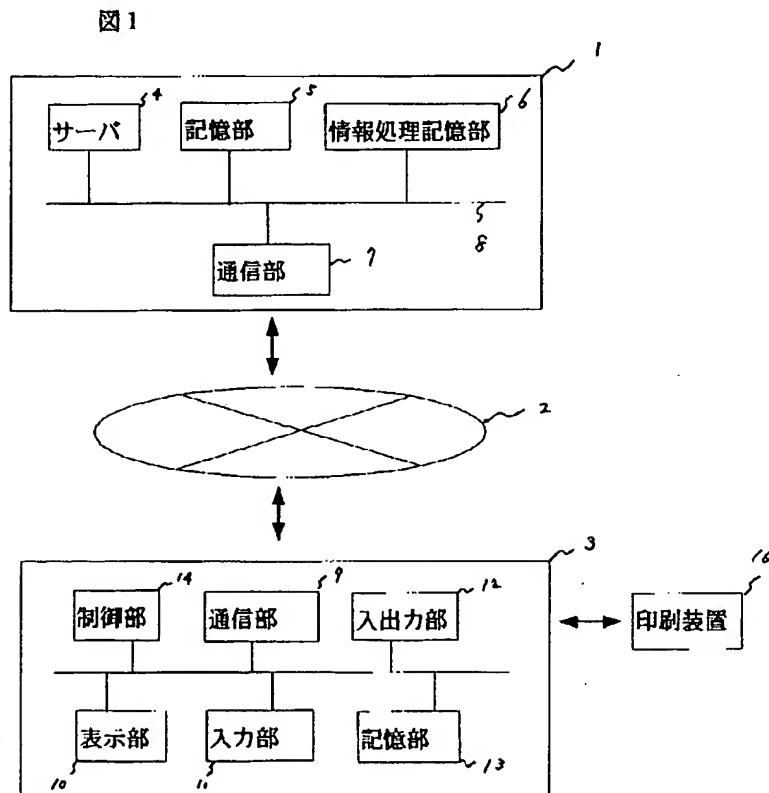 図1
1
4
5
6
サーバ
記憶部
情報処理記憶部
8
7
通信部
2
3
14
9
12
16
制御部
通信部
入出力部
印刷装置
表示部
入力部
記憶部
10
11
13